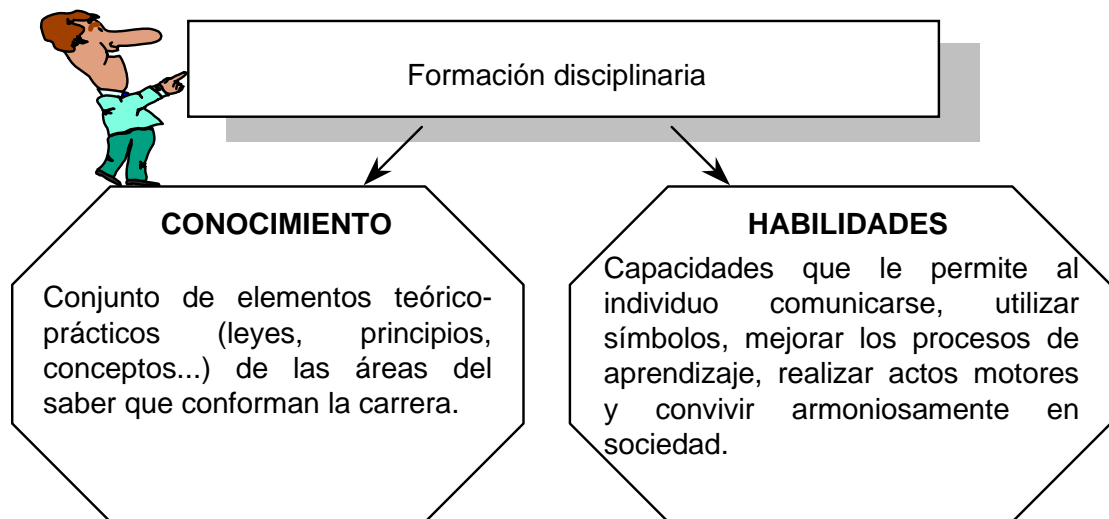 Formación disciplinaria
CONOCIMIENTO
Conjunto de elementos teórico-
prácticos (leyes, principios,
conceptos...) de las áreas del
saber que conforman la carrera.
HABILIDADES
Capacidades que le permite al
individuo comunicarse, utilizar
símbolos, mejorar los procesos de
aprendizaje, realizar actos motores
y convivir armoniosamente en
sociedad.